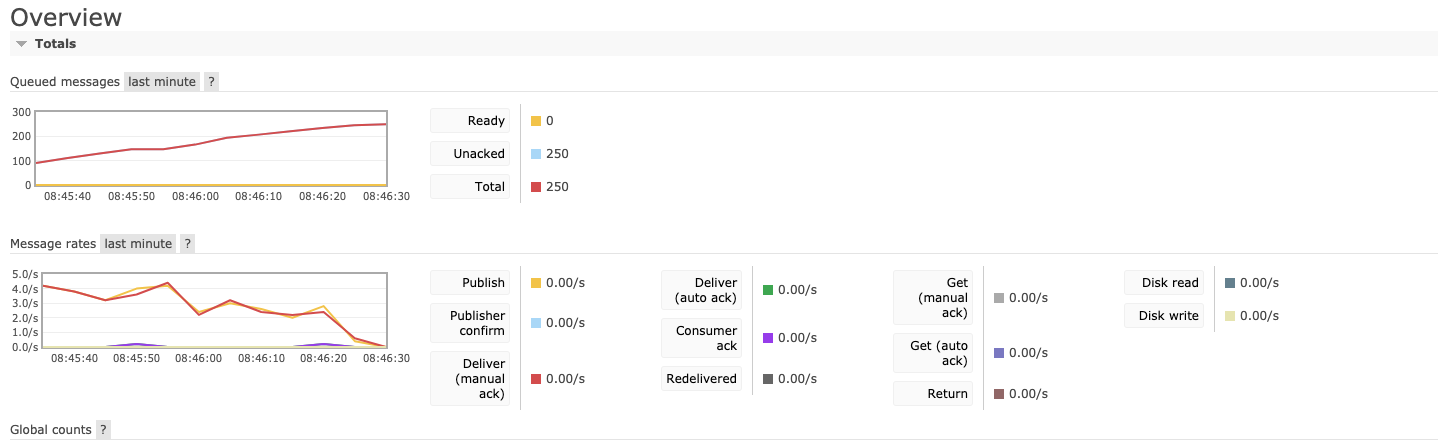 Overview
Totals
Queued messages last minute ?
300
200
100
0
08:45:40 08:45:50 08:46:00 08:46:10 08:46:20 08:46:30
Ready 0
Unacked 250
Total 250
Message rates last minute ?
5.0/s
4.0/s
3.0/s
2.0/s
1.0/s
0.0/s
08:45:40 08:45:50 08:46:00 08:46:10 08:46:20 08:46:30
Publish 0.00/s
Publisher
confirm 0.00/s
Deliver
(manual
ack) 0.00/s
Deliver
(auto ack) 0.00/s
Consumer
ack 0.00/s
Redelivered 0.00/s
Get
(manual
ack) 0.00/s
Get (auto
ack) 0.00/s
Return 0.00/s
Disk read 0.00/s
Disk write 0.00/s
Global counts ?